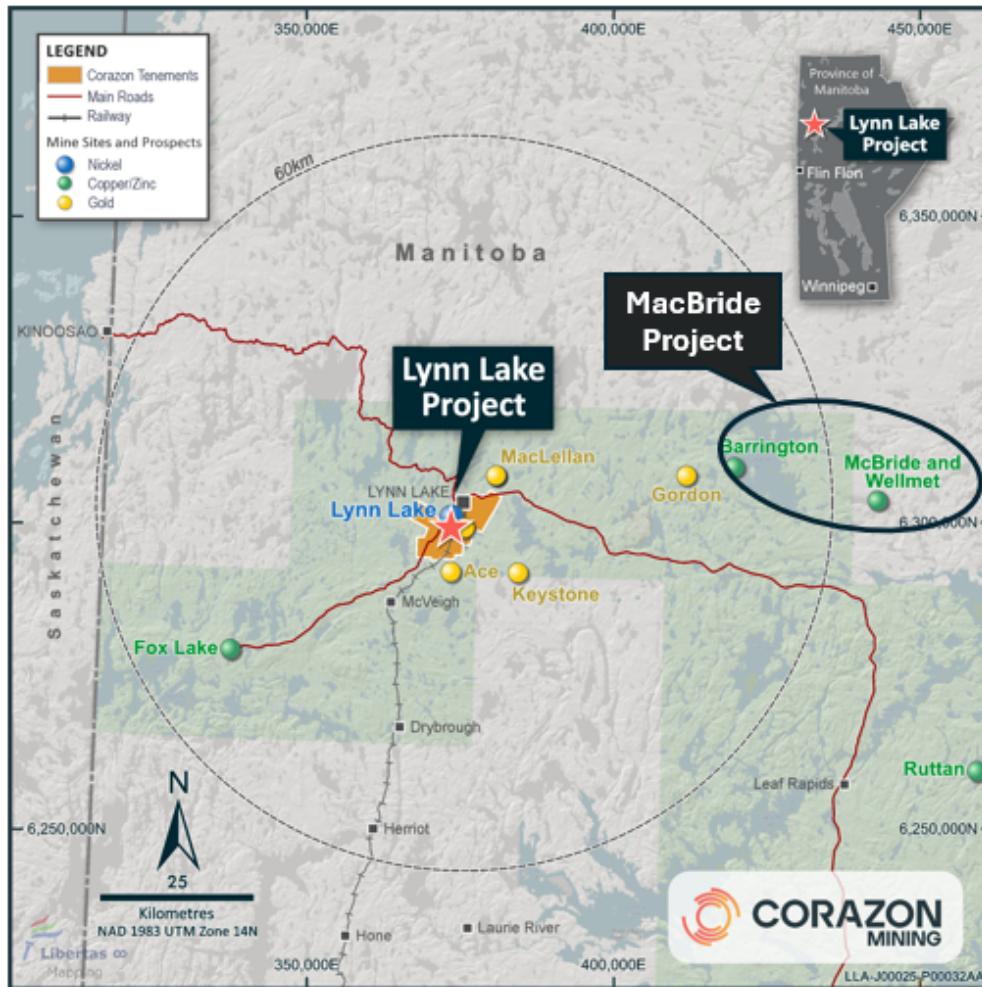 350,000E
400,000E
450,000E
LEGEND
Corazon Tenements
Main Roads
Railway
Mine Sites and Prospects
Nickel
Copper/Zinc
Gold
Province of
Manitoba
Lynn Lake
Project
Flin Flon
Winnipeg
60km
6,350,000N
Manitoba
MacBride
Project
KINOOSAO
Lynn Lake
Project
Saskatchewan
MacLellan
Barrington
McBride and
Wellmet
LYNN LAKE
Gordon
Lynn Lake
6,300,000N
Ace
Keystone
McVeigh
Fox Lake
Drybrough
Ruttan
Leaf Rapids
N
6,250,000N
Herriot
6,250,000N
25
Kilometres
NAD 1983 UTM Zone 14N
Libertas ∞
Mapping
Hone
Laurie River
CORAZON
MINING
350,000E
400,000E
LLA-J00025-P00032AA